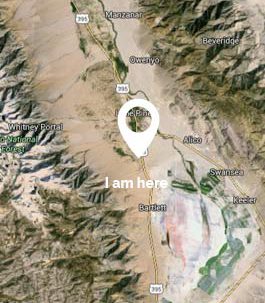 395
Manzanar
Beveridge
Owenyo
395
Lone Pine
Whitney Portal
National
Forest
Alico
Swansea
I am here
Keeler
Bartlett
395